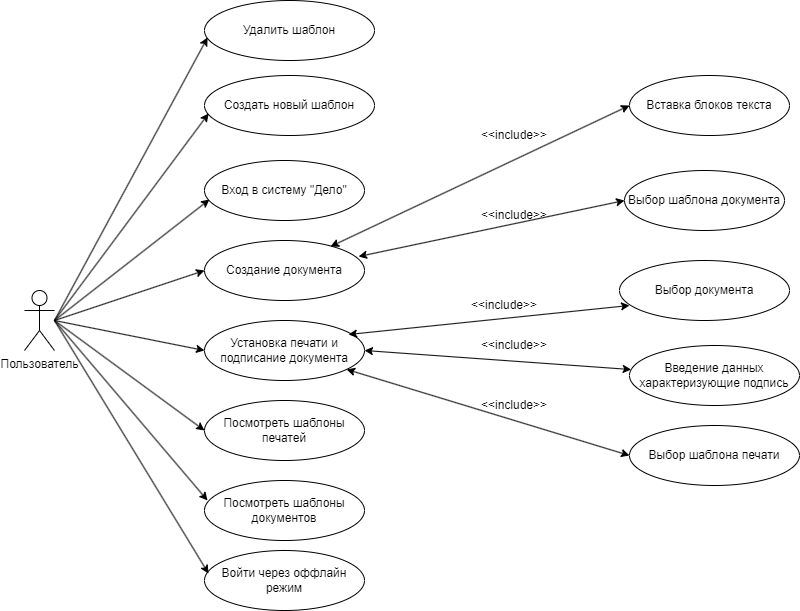 Удалить шаблон
Создать новый шаблон
Вставка блоков текста
<<include>>
Вход в систему "Дело"
Выбор шаблона документа
<<include>>
Создание документа
Выбор документа
<<include>>
Установка печати и
подписание документа
<<include>>
Введение данных
характеризующие подпись
Пользователь
<<include>>
Посмотреть шаблоны
печатей
Выбор шаблона печати
Посмотреть шаблоны
документов
Войти через оффлайн
режим